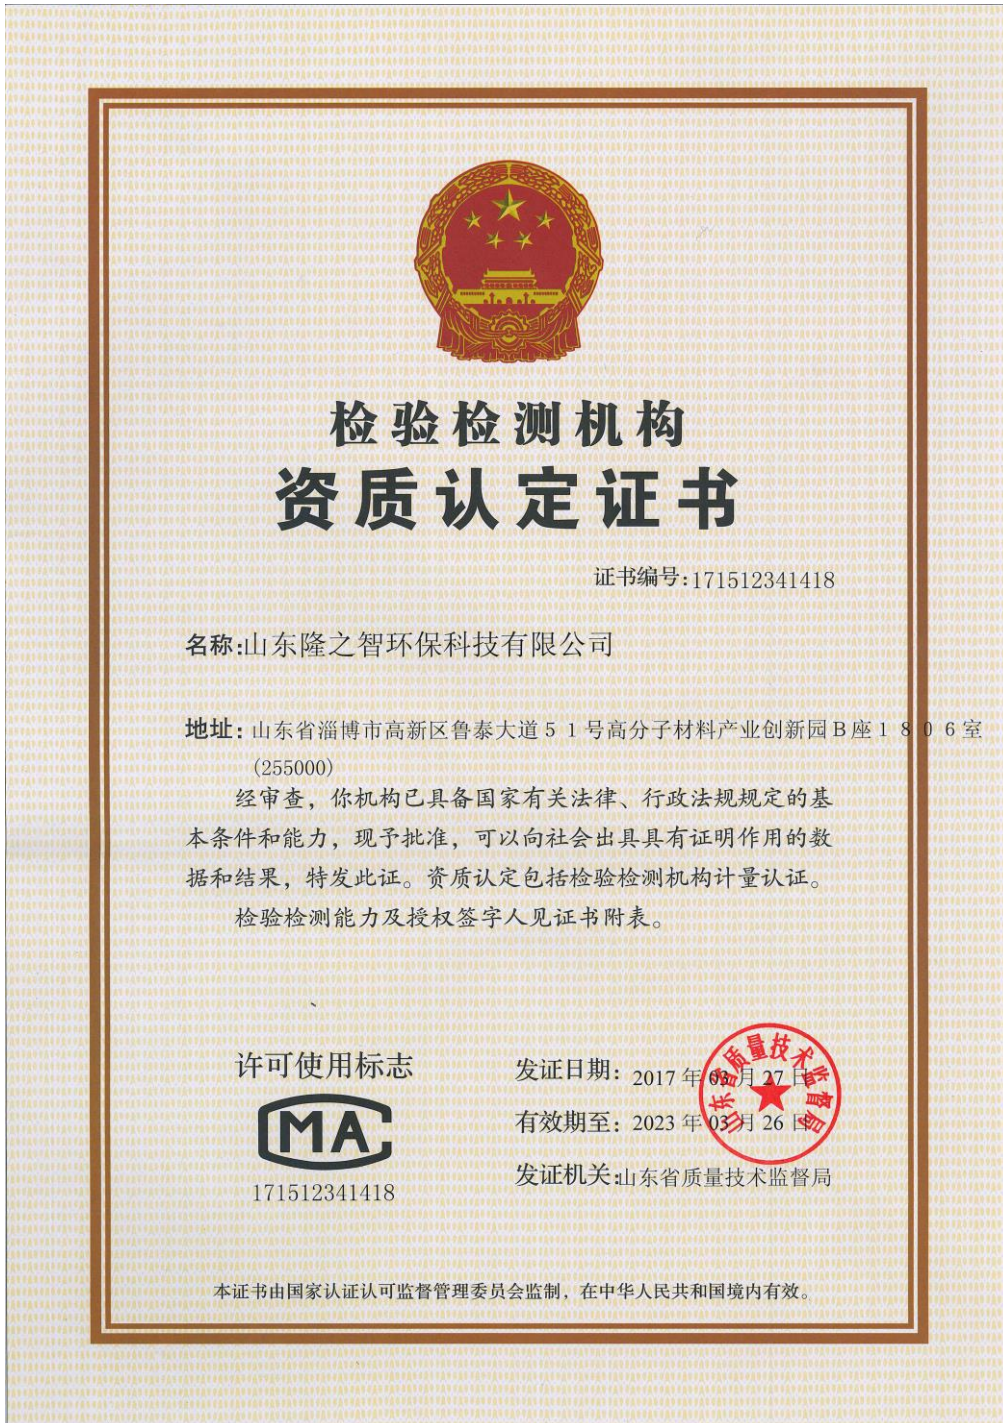 检验检测机构
资质认定证书
证书编号:171512341418
名称:山东隆之智环保科技有限公司
地址:山东省淄博市高新区鲁泰大道51号高分子材料产业创新园B座1806室
(255000)
经审查，你机构已具备国家有关法律、行政法规规定的基
本条件和能力，现予批准，可以向社会出具具有证明作用的数
据和结果，特发此证。资质认定包括检验检测机构计量认证。
检验检测能力及授权签字人见证书附表。
许可使用标志
MA
171512341418
发证日期:2017年03月27日
有效期至:2023年03月26日
发证机关:山东省质量技术监督局
山东省质量技术监督局
本证书由国家认证认可监督管理委员会监制，在中华人民共和国境内有效。